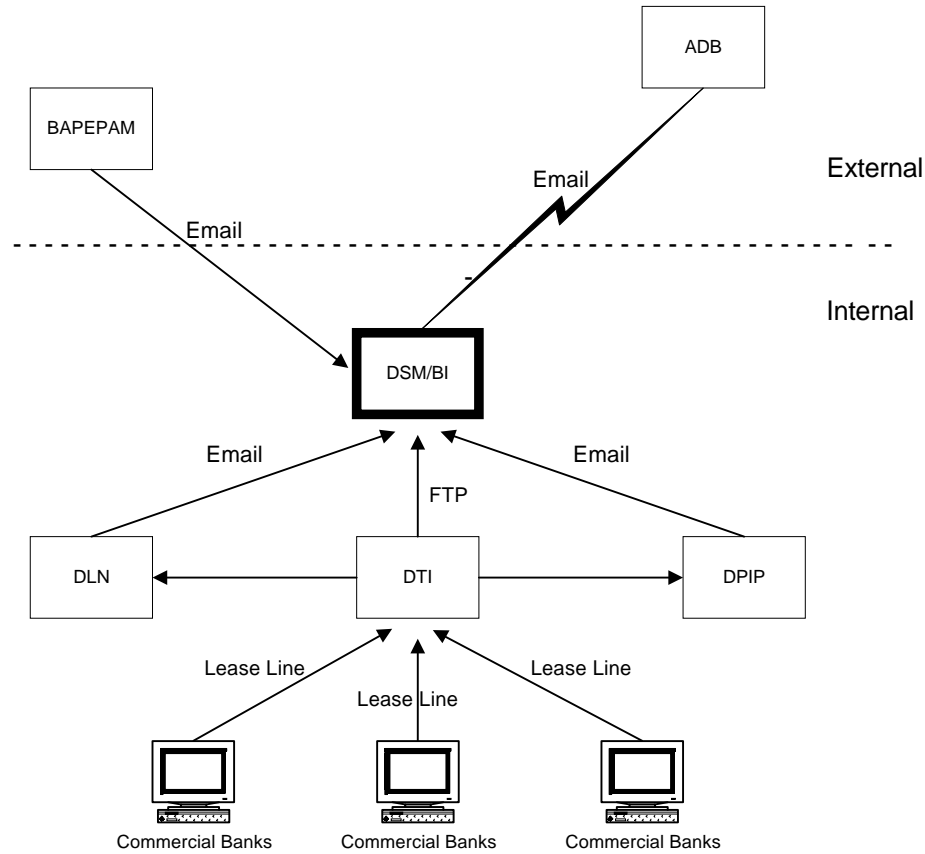 ADB
BAPEPAM
External
Email
Email
Internal
DSM/BI
Email
Email
FTP
DLN
DTI
DPIP
Lease Line
Lease Line
Lease Line
Commercial Banks
Commercial Banks
Commercial Banks